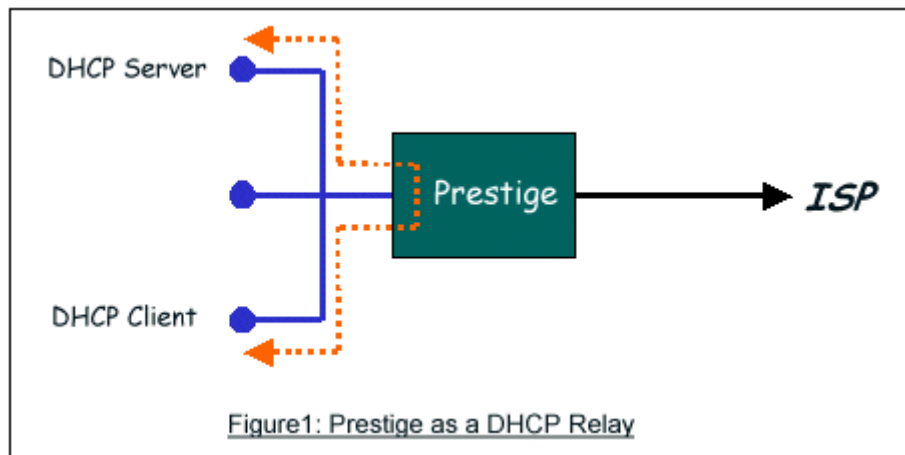 DHCP Server
Prestige
ISP
DHCP Client
Figure1: Prestige as a DHCP Relay